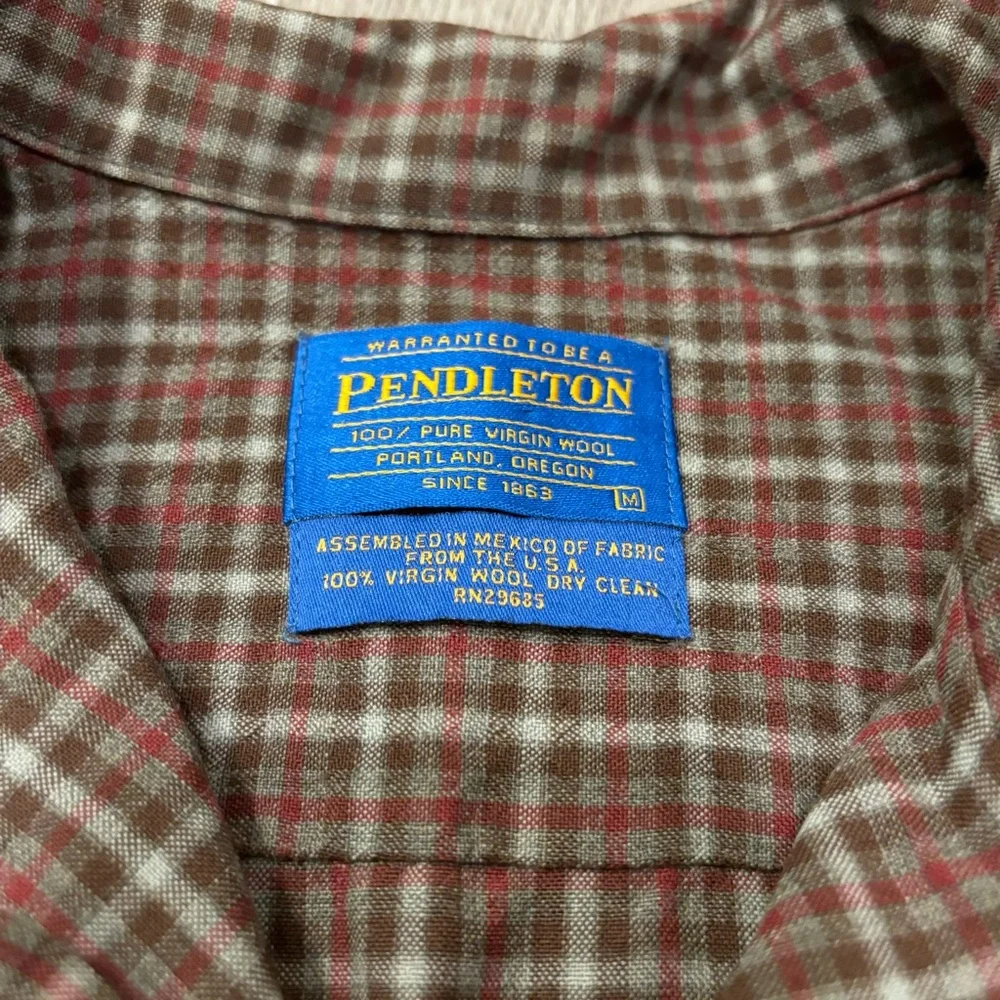 WARRANTED TO BE A
PENDLETON
100% PURE VIRGIN WOOL
PORTLAND, OREGON
SINCE 1863
M
ASSEMBLED IN MEXICO OF FABRIC
FROM THE U.S.A.
100% VIRGIN WOOL DRY CLEAN
RN29685